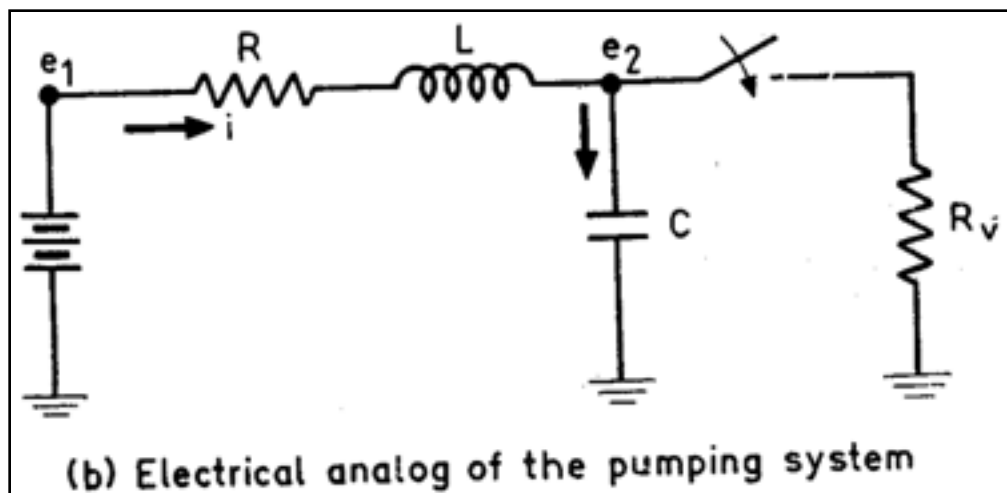 R
L
e1
e2
i
C
Rv
(b) Electrical analog of the pumping system